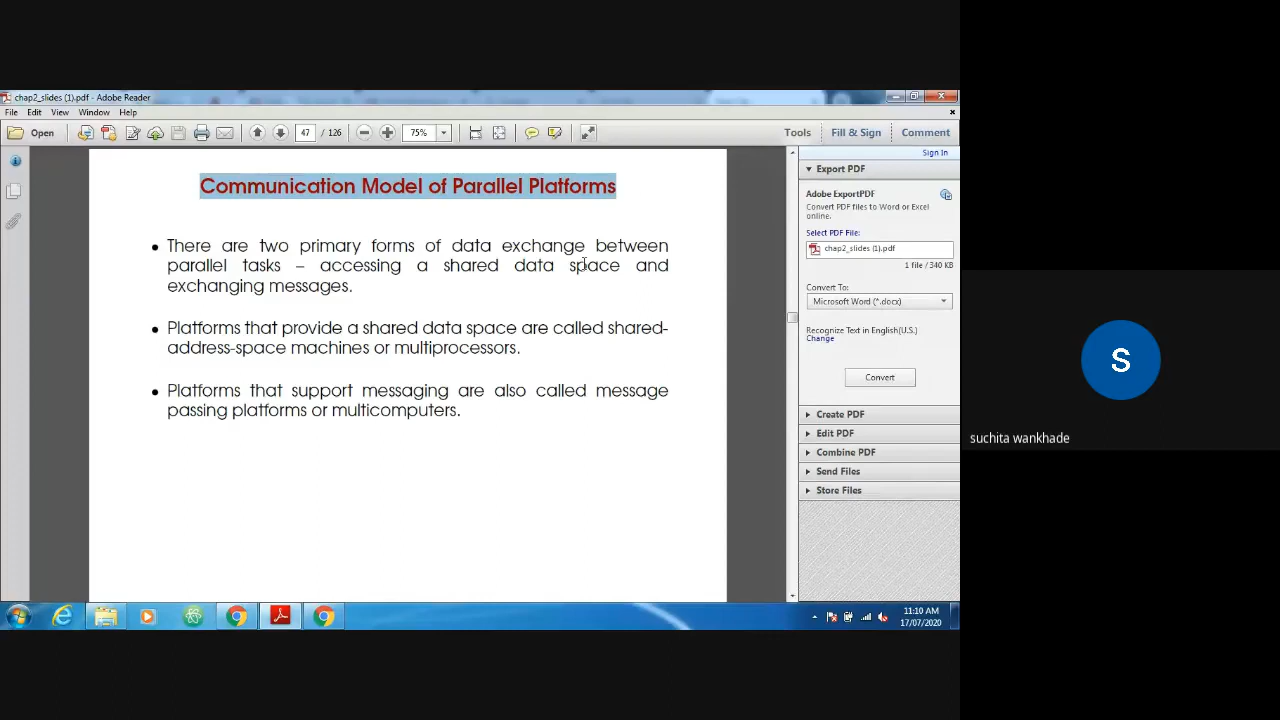 chap2_slides (1).pdf - Adobe Reader
File Edit View Window Help
Open 47 / 126 75% Tools Fill & Sign Comment
Sign In
Communication Model of Parallel Platforms
• There are two primary forms of data exchange between
parallel tasks – accessing a shared data space and
exchanging messages.
• Platforms that provide a shared data space are called shared-
address-space machines or multiprocessors.
• Platforms that support messaging are also called message
passing platforms or multicomputers.
Export PDF
Adobe ExportPDF
Convert PDF files to Word or Excel
online.
Select PDF File:
chap2_slides (1).pdf
1 file / 340 KB
Convert To:
Microsoft Word (*.docx)
Recognize Text in English(U.S.)
Change
Convert
Create PDF
Edit PDF
Combine PDF
Send Files
Store Files
S
suchita wankhade
11:10 AM
17/07/2020